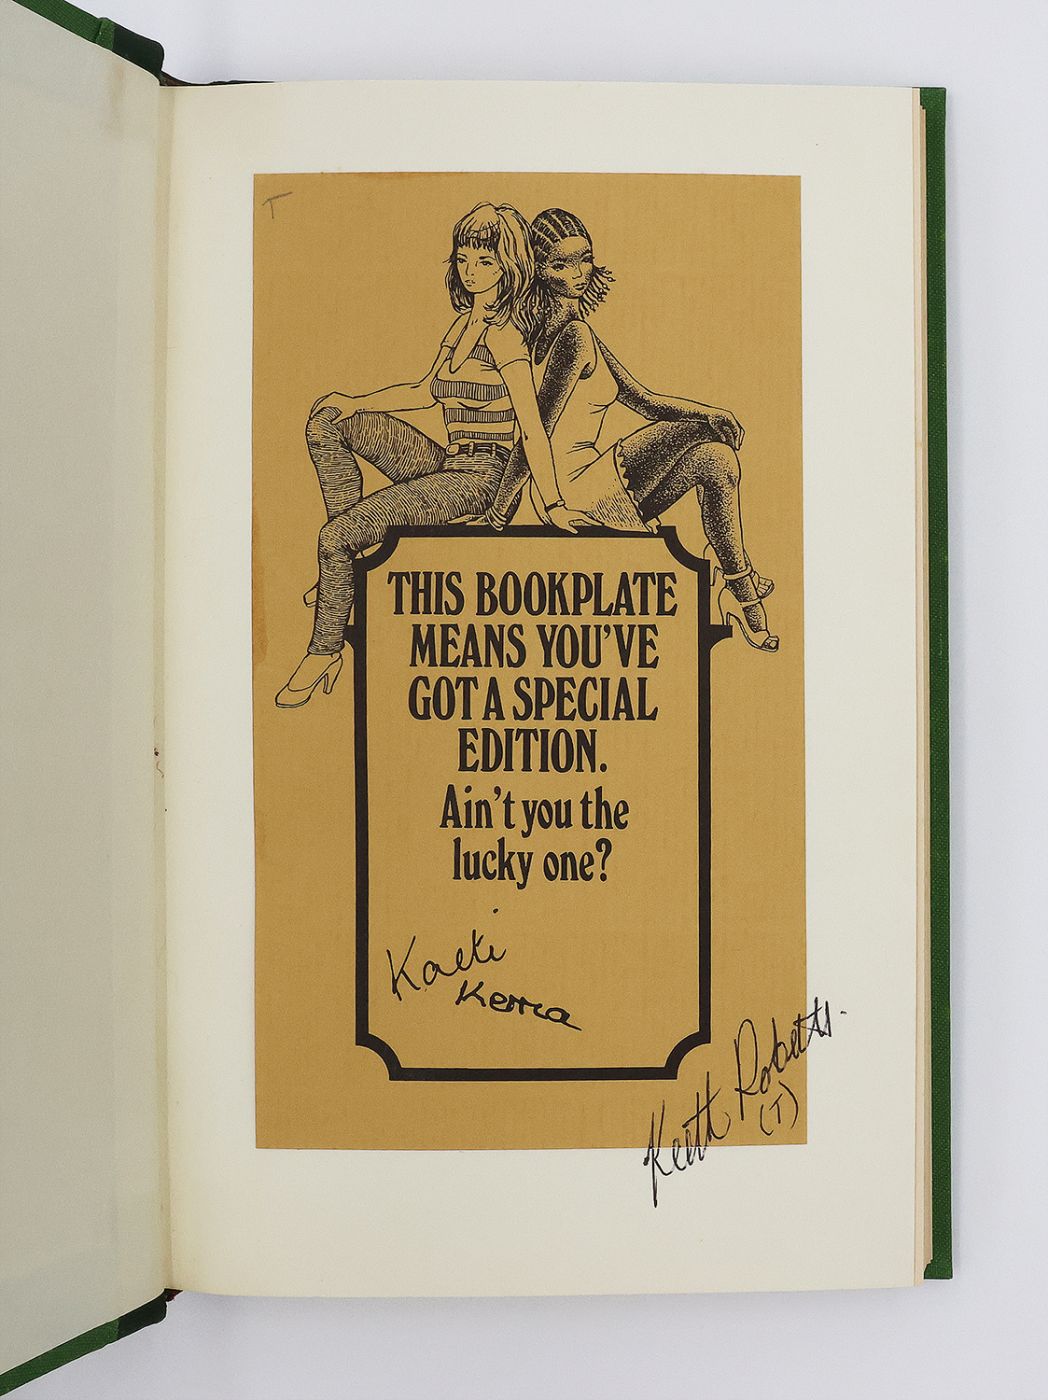 T
THIS BOOKPLATE
MEANS YOU'VE
GOT A SPECIAL
EDITION.
Ain't you the
lucky one?
Kaeti
Kerra
Keith Roberts.
(T)